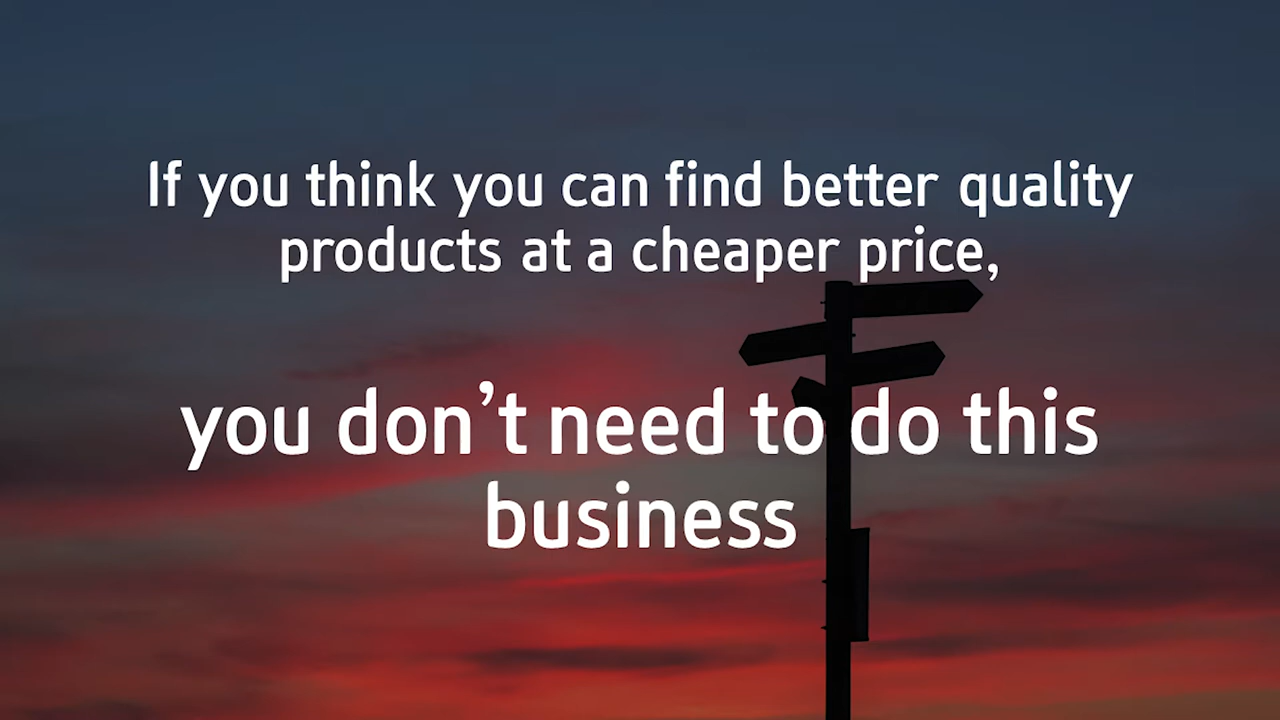 If you think you can find better quality
products at a cheaper price,
you don’t need to do this
business